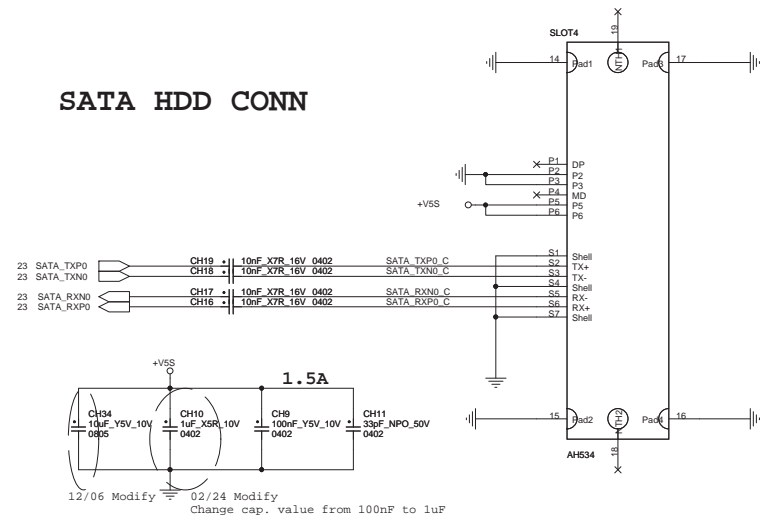 SATA HDD CONN
SLOT4
19
NTH1
14 Pad1
Pad3 17
P1 DP
P2 P2
P3 P3
P4 MD
P5 P5
P6 P6
+V5S
S1 Shell
S2 TX+
S3 TX-
S4 Shell
S5 RX-
S6 RX+
S7 Shell
23 SATA_TXP0 CH19 10nF_X7R_16V 0402 SATA_TXP0_C
23 SATA_TXN0 CH18 10nF_X7R_16V 0402 SATA_TXN0_C
23 SATA_RXN0 CH17 10nF_X7R_16V 0402 SATA_RXN0_C
23 SATA_RXP0 CH16 10nF_X7R_16V 0402 SATA_RXP0_C
+V5S
1.5A
CH34
10uF_Y5V_10V
0805
CH10
1uF_X5R_10V
0402
CH9
100nF_Y5V_10V
0402
CH11
33pF_NPO_50V
0402
15 Pad2
Pad4 16
NTH2
18
AH534
12/06 Modify
02/24 Modify
Change cap. value from 100nF to 1uF